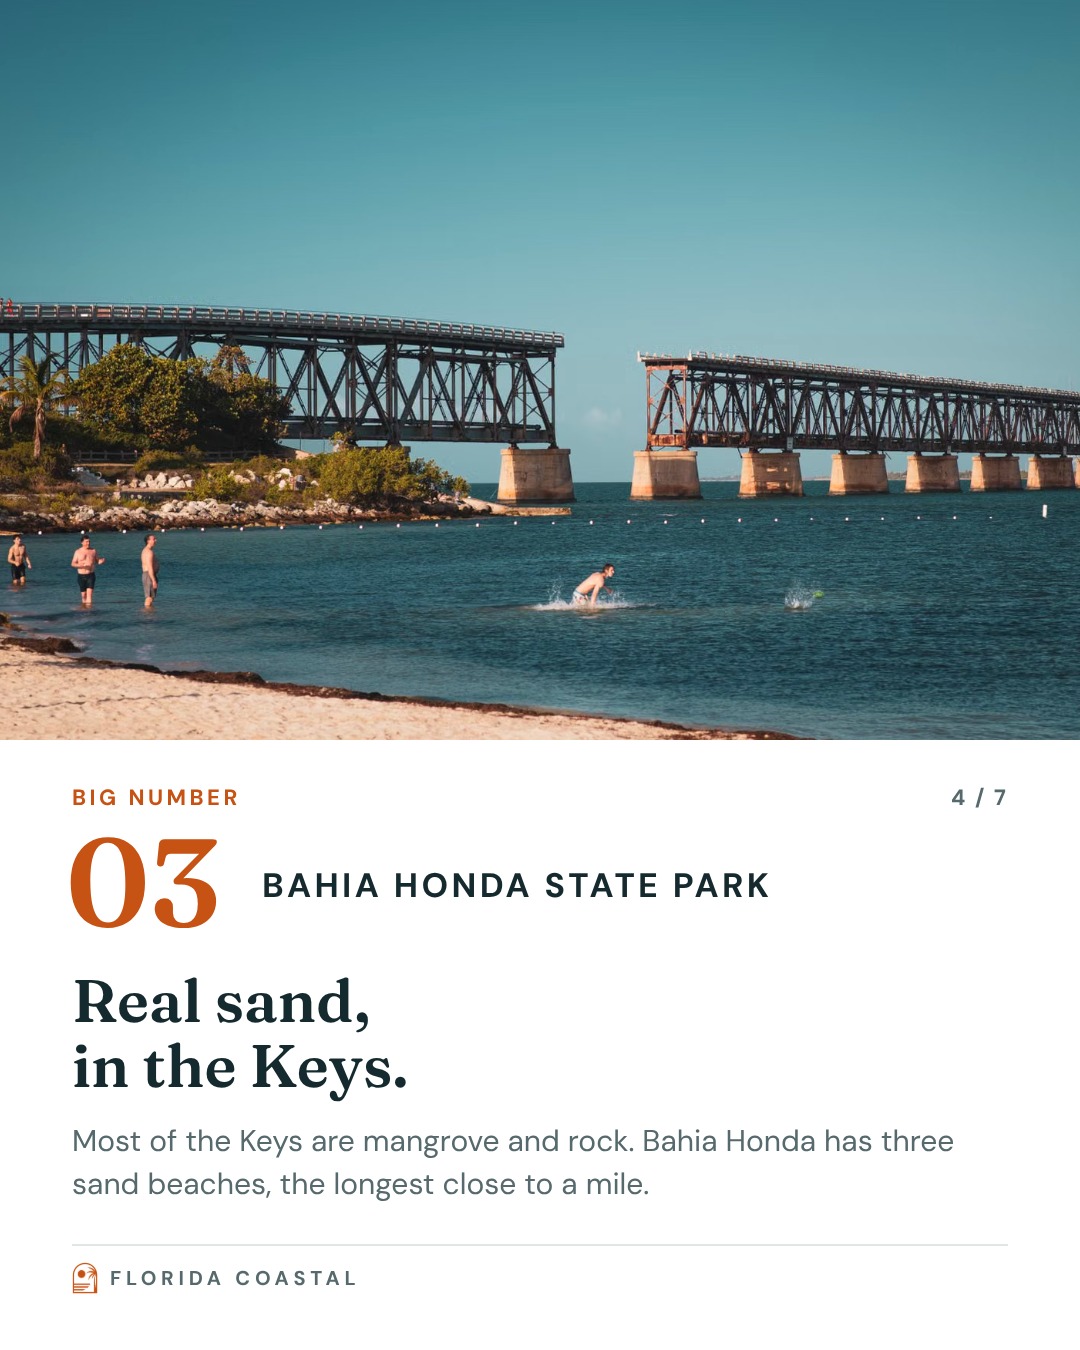 BIG NUMBER
4 / 7
03
BAHIA HONDA STATE PARK
Real sand,
in the Keys.
Most of the Keys are mangrove and rock. Bahia Honda has three
sand beaches, the longest close to a mile.
FLORIDA COASTAL